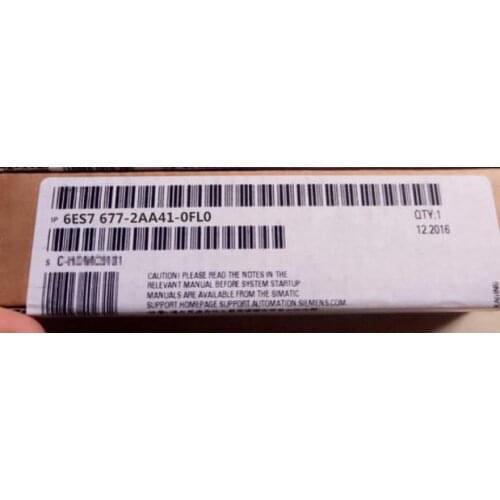 1P 6ES7 677-2AA41-0FL0
QTY:1
12.2016
S
CAUTION! PLEASE READ THE NOTES IN THE
RELEVANT MANUAL BEFORE SYSTEM STARTUP
MANUALS ARE AVAILABLE FROM THE SIMATIC
SUPPORT HOMEPAGE SUPPORT.AUTOMATION.SIEMENS.COM